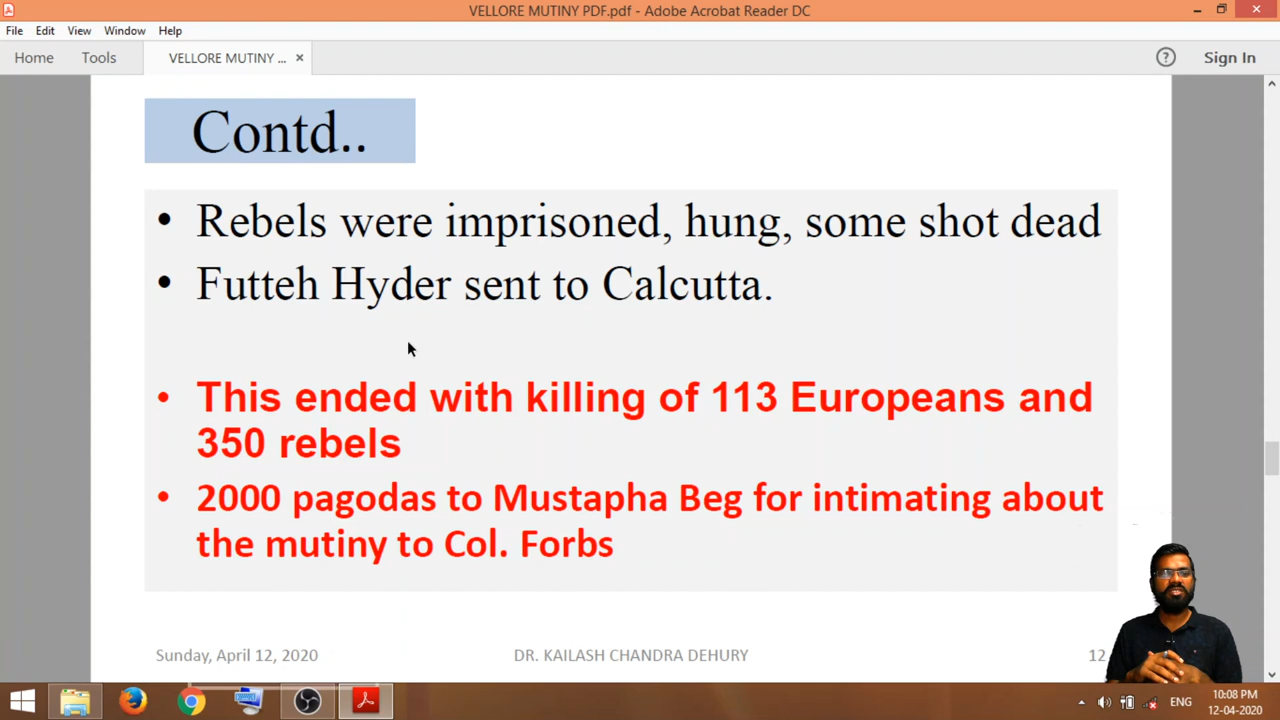 VELLORE MUTINY PDF.pdf - Adobe Acrobat Reader DC
File Edit View Window Help
Home Tools VELLORE MUTINY ... × ? Sign In
Contd..
• Rebels were imprisoned, hung, some shot dead
• Futteh Hyder sent to Calcutta.
• This ended with killing of 113 Europeans and
350 rebels
• 2000 pagodas to Mustapha Beg for intimating about
the mutiny to Col. Forbs
Sunday, April 12, 2020 DR. KAILASH CHANDRA DEHURY 12
ENG 10:08 PM
12-04-2020